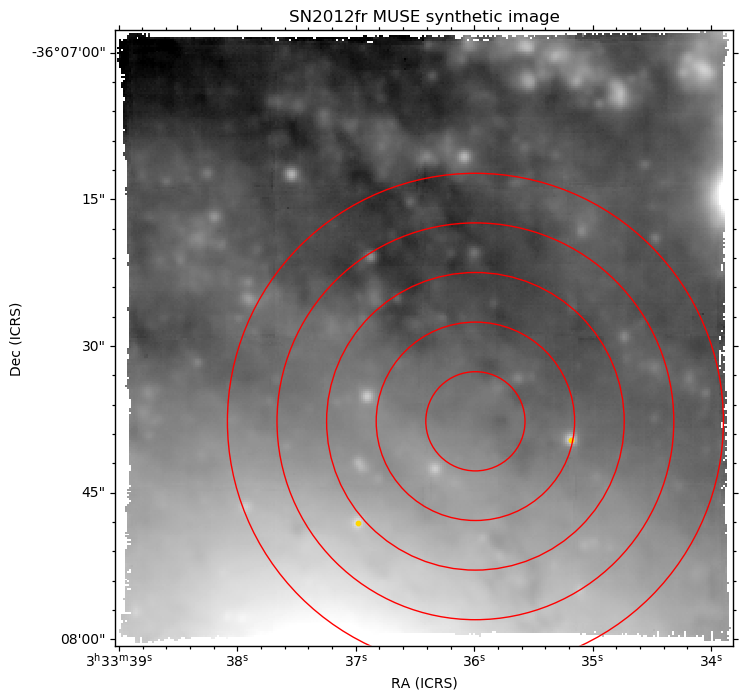 SN2012fr MUSE synthetic image
-36°07'00"
15"
30"
45"
08'00"
Dec (ICRS)
3ʰ33ᵐ39ˢ 38ˢ 37ˢ 36ˢ 35ˢ 34ˢ
RA (ICRS)